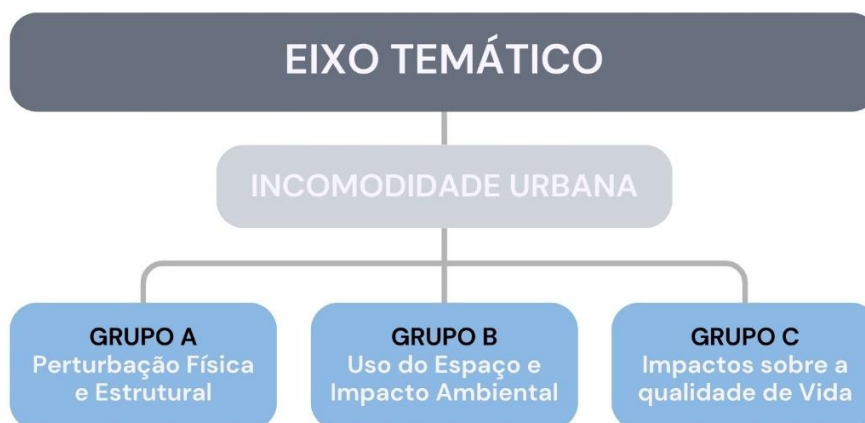 EIXO TEMÁTICO
INCOMODIDADE URBANA
GRUPO A
Perturbação Física
e Estrutural
GRUPO B
Uso do Espaço e
Impacto Ambiental
GRUPO C
Impactos sobre a
qualidade de Vida